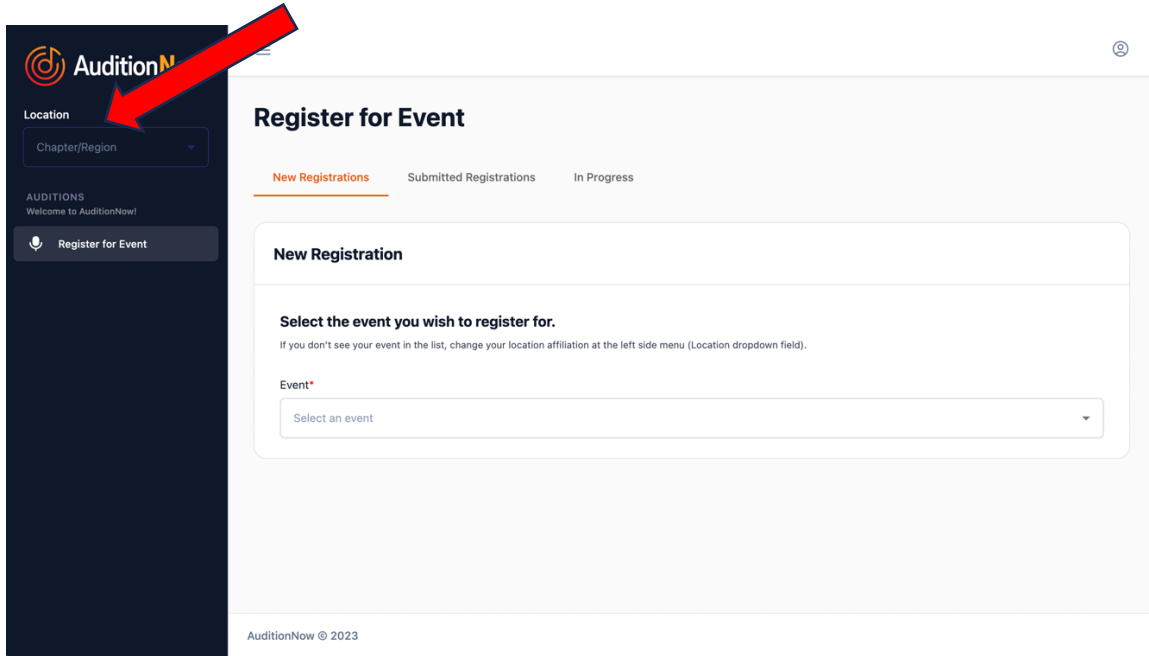 Audition
Location
Chapter/Region
AUDITIONS
Welcome to AuditionNow!
Register for Event
Register for Event
New Registrations
Submitted Registrations
In Progress
New Registration
Select the event you wish to register for.
If you don't see your event in the list, change your location affiliation at the left side menu (Location dropdown field).
Event*
Select an event
AuditionNow © 2023